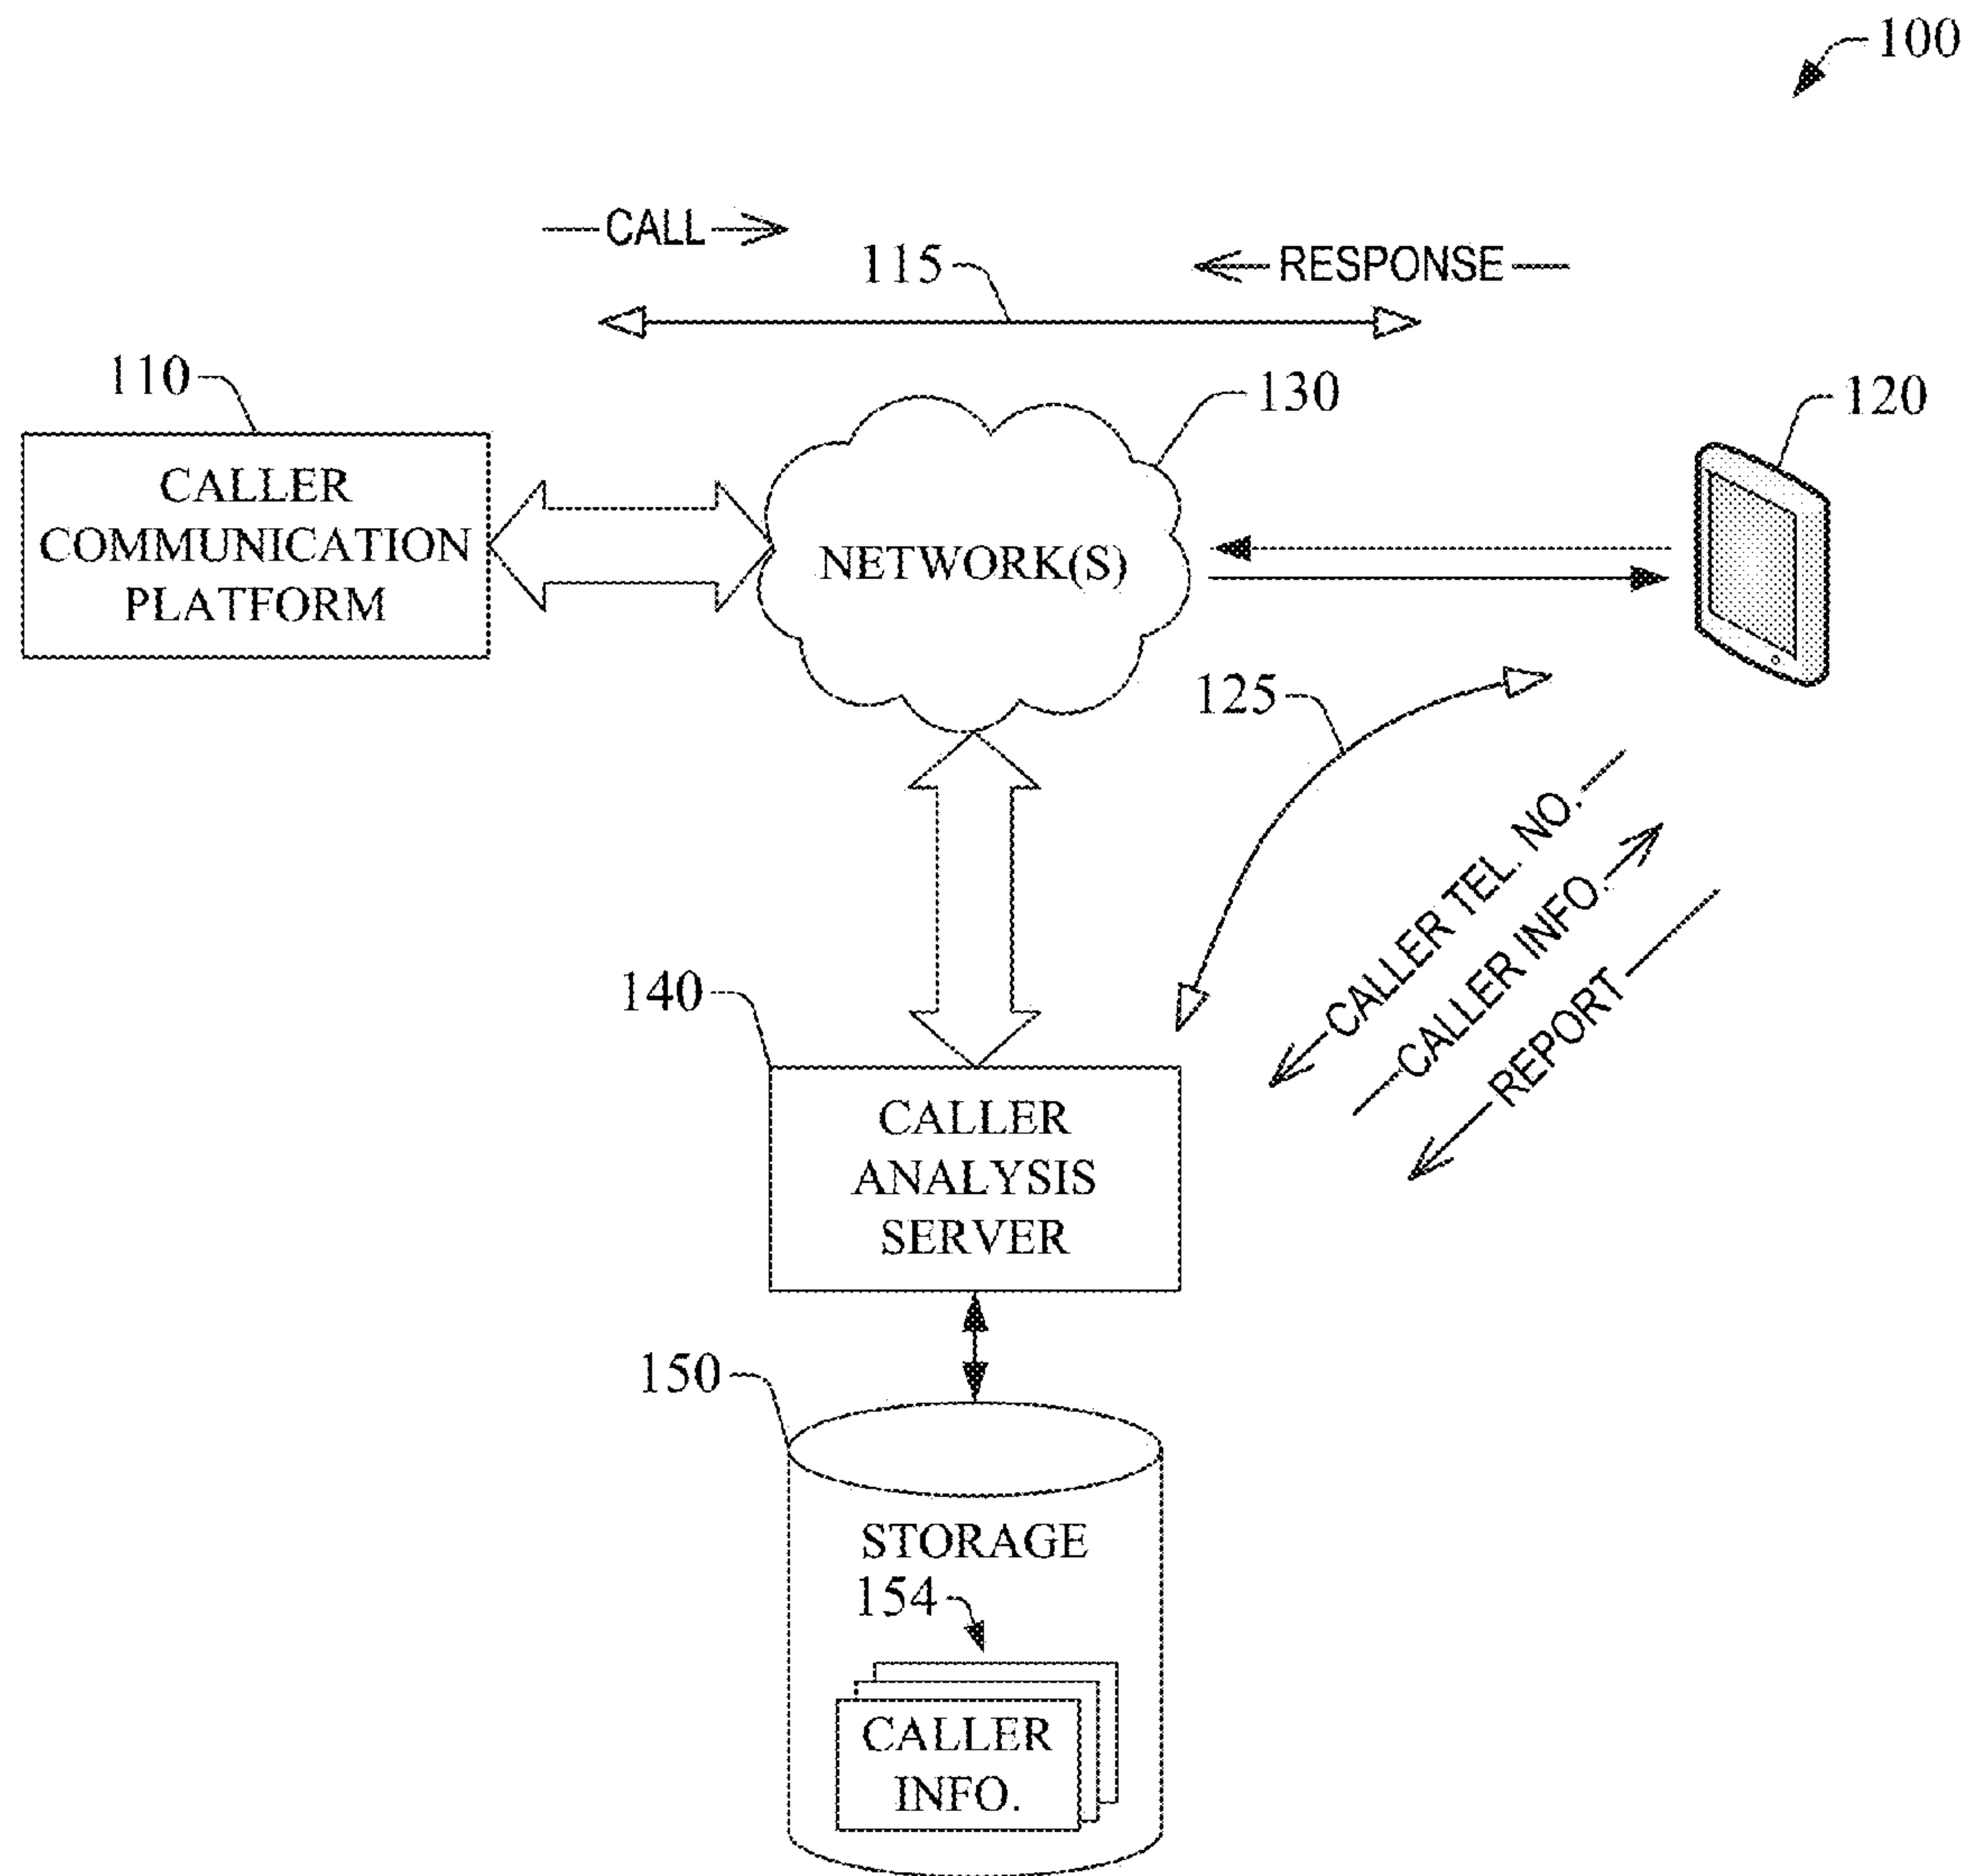 100
CALL
115
RESPONSE
110
130
120
CALLER
COMMUNICATION
PLATFORM
NETWORK(S)
125
CALLER TEL. NO.
CALLER INFO.
REPORT
140
CALLER
ANALYSIS
SERVER
150
STORAGE
154
CALLER
INFO.